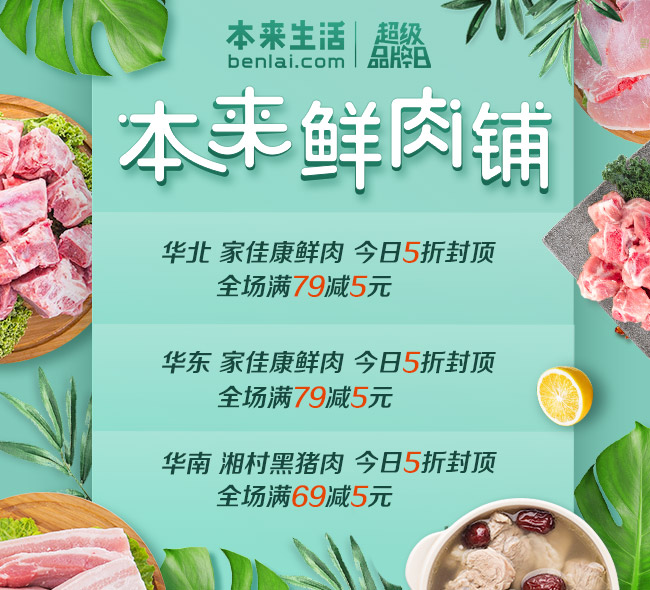 本来生活
benlai.com
超级
品牌日
本来鲜肉铺
华北 家佳康鲜肉 今日5折封顶
全场满79减5元
华东 家佳康鲜肉 今日5折封顶
全场满79减5元
华南 湘村黑猪肉 今日5折封顶
全场满69减5元